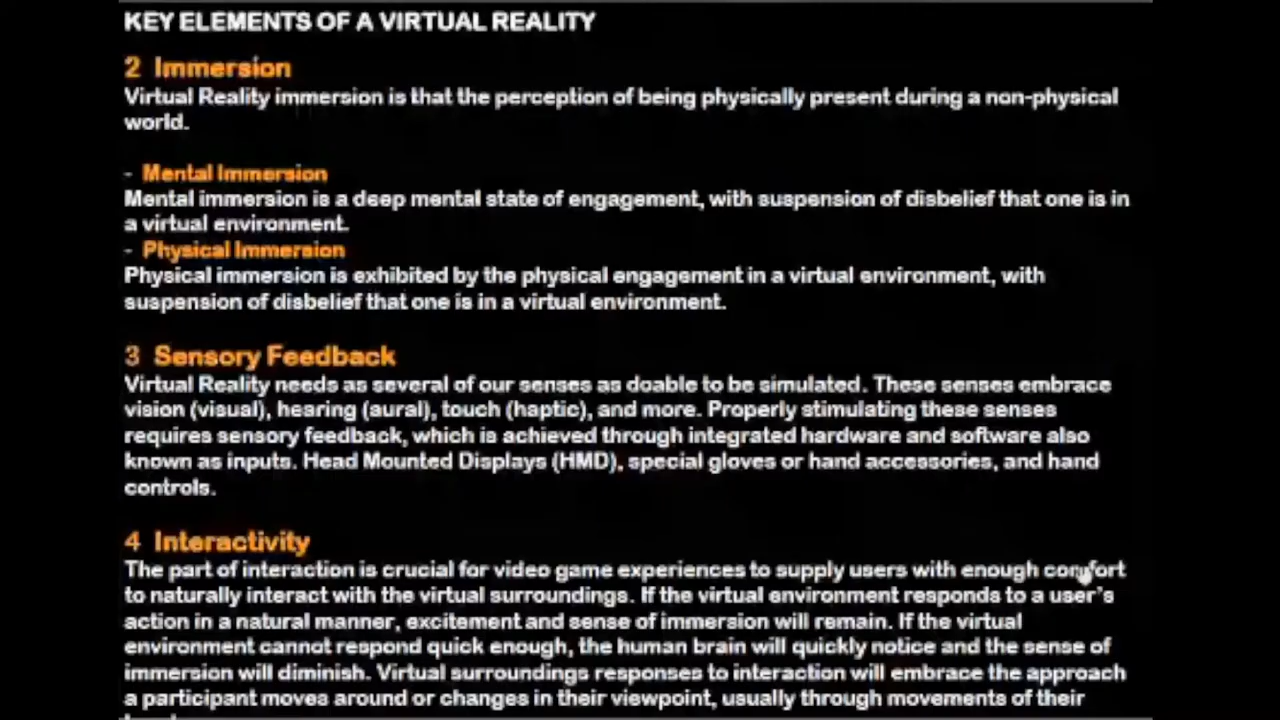 KEY ELEMENTS OF A VIRTUAL REALITY
2 Immersion
Virtual Reality immersion is that the perception of being physically present during a non-physical
world.
- Mental Immersion
Mental immersion is a deep mental state of engagement, with suspension of disbelief that one is in
a virtual environment.
- Physical Immersion
Physical immersion is exhibited by the physical engagement in a virtual environment, with
suspension of disbelief that one is in a virtual environment.
3 Sensory Feedback
Virtual Reality needs as several of our senses as doable to be simulated. These senses embrace
vision (visual), hearing (aural), touch (haptic), and more. Properly stimulating these senses
requires sensory feedback, which is achieved through integrated hardware and software also
known as inputs. Head Mounted Displays (HMD), special gloves or hand accessories, and hand
controls.
4 Interactivity
The part of interaction is crucial for video game experiences to supply users with enough comfort
to naturally interact with the virtual surroundings. If the virtual environment responds to a user's
action in a natural manner, excitement and sense of immersion will remain. If the virtual
environment cannot respond quick enough, the human brain will quickly notice and the sense of
immersion will diminish. Virtual surroundings responses to interaction will embrace the approach
a participant moves around or changes in their viewpoint, usually through movements of their